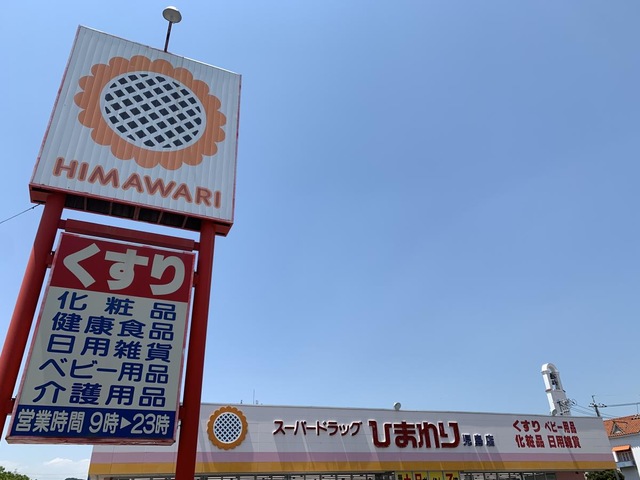 HIMAWARI
くすり
化粧品
健康食品
日用雑貨
ベビー用品
介護用品
営業時間 9時➡23時
スーパードラッグ ひまわり 児島店
くすり ベビー用品
化粧品 日用雑貨